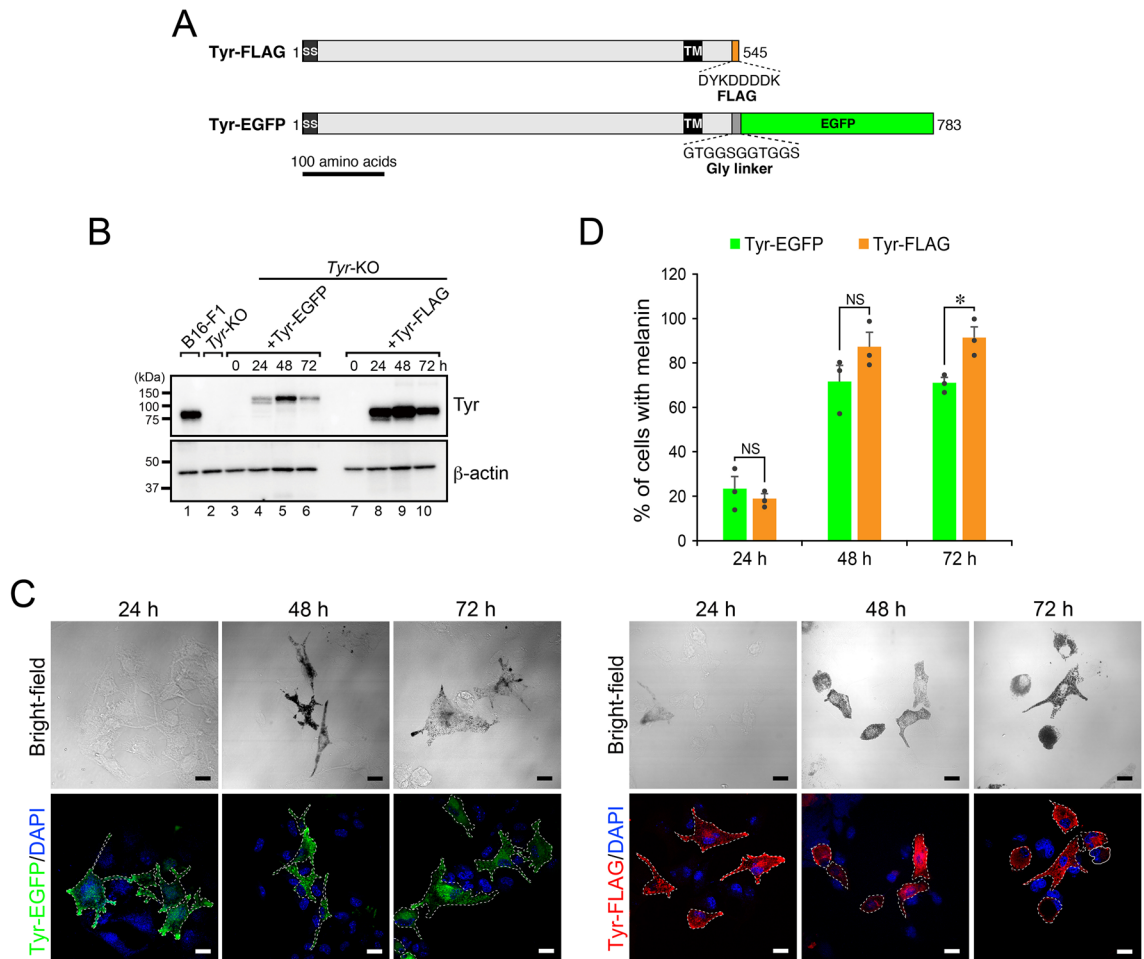 A
Tyr-FLAG 1 SS TM 545
DYKDDDDK
FLAG
Tyr-EGFP 1 SS TM EGFP 783
GTGGSGGTGGS
Gly linker
100 amino acids
B
Tyr-KO
B16-F1 Tyr-KO +Tyr-EGFP +Tyr-FLAG
0 24 48 72 0 24 48 72 h
(kDa)
150
100
75
Tyr
50
37
β-actin
1 2 3 4 5 6 7 8 9 10
D
Tyr-EGFP Tyr-FLAG
% of cells with melanin
120
100
80
60
40
20
0
NS
NS
*
24 h 48 h 72 h
C
24 h 48 h 72 h
Bright-field
Tyr-EGFP/DAPI
24 h 48 h 72 h
Bright-field
Tyr-FLAG/DAPI